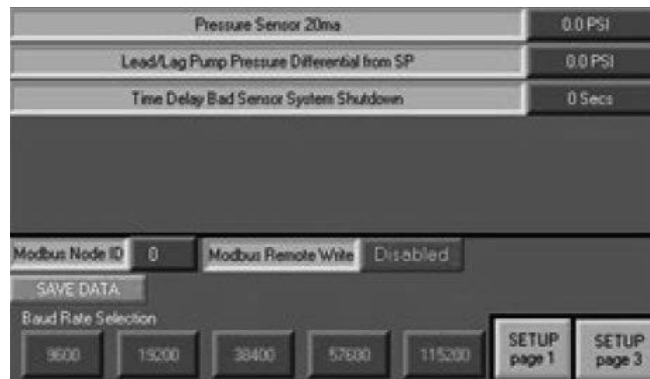 Pressure Sensor 20ma 0.0 PSI
Lead/Lag Pump Pressure Differential from SP 0.0 PSI
Time Delay Bad Sensor System Shutdown 0 Secs
Modbus Node ID 0 Modbus Remote Write Disabled
SAVE DATA
Baud Rate Selection
9600 19200 38400 57600 115200
SETUP page 1
SETUP page 3